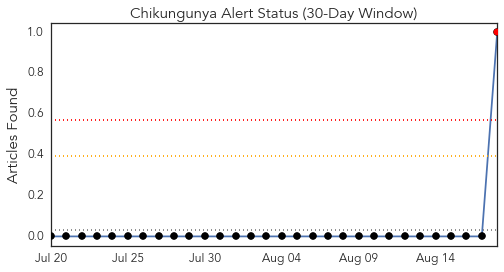 Chikungunya Alert Status (30-Day Window)
Articles Found
1.0
0.8
0.6
0.4
0.2
0.0
Jul 20 Jul 25 Jul 30 Aug 04 Aug 09 Aug 14